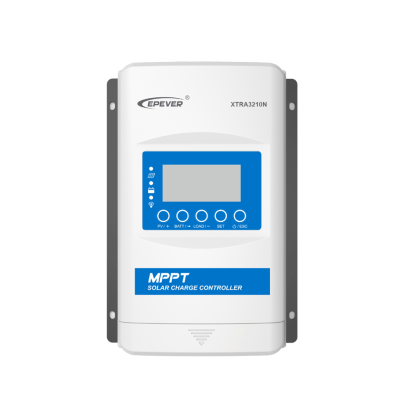 EPEVER®
XTRA3210N
PV/+
BATT/→
LOAD/−
SET
⏻/ESC
MPPT
SOLAR CHARGE CONTROLLER